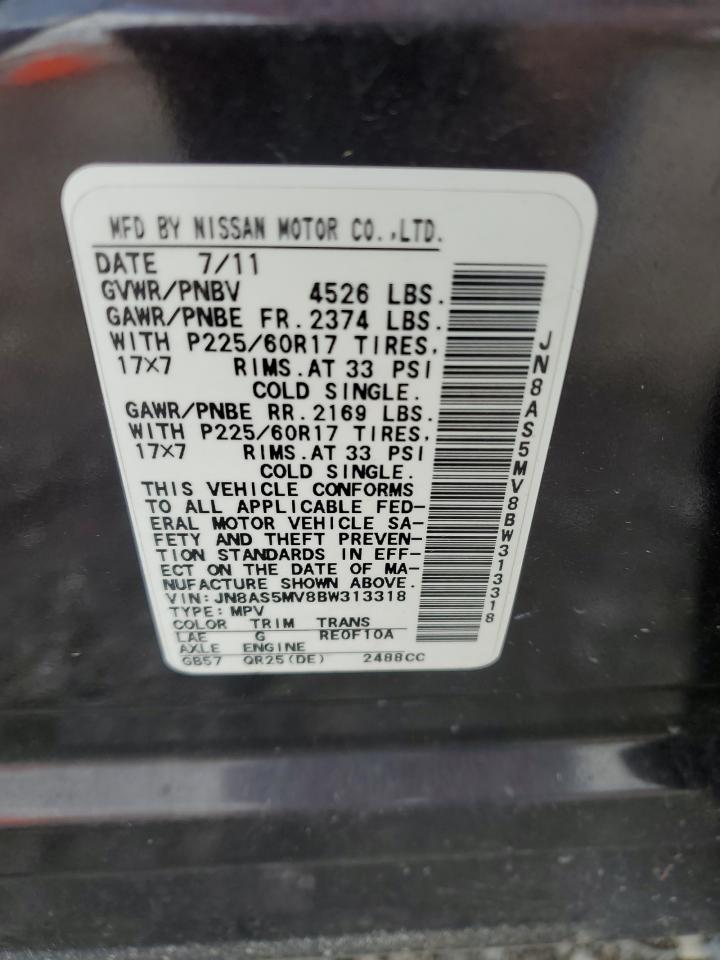 MFD BY NISSAN MOTOR CO.,LTD.
DATE 7/11
GVWR/PNBV 4526 LBS.
GAWR/PNBE FR.2374 LBS.
WITH P225/60R17 TIRES,
17X7 RIMS.AT 33 PSI
COLD SINGLE.
GAWR/PNBE RR.2169 LBS.
WITH P225/60R17 TIRES,
17X7 RIMS.AT 33 PSI
COLD SINGLE.
THIS VEHICLE CONFORMS
TO ALL APPLICABLE FED-
ERAL MOTOR VEHICLE SA-
FETY AND THEFT PREVEN-
TION STANDARDS IN EFF-
ECT ON THE DATE OF MA-
NUFACTURE SHOWN ABOVE.
VIN:JN8AS5MV8BW313318
TYPE:MPV
COLOR TRIM TRANS
LAE G RE0F10A
AXLE ENGINE
GB57 QR25(DE) 2488CC
JN8AS5MV8BW313318